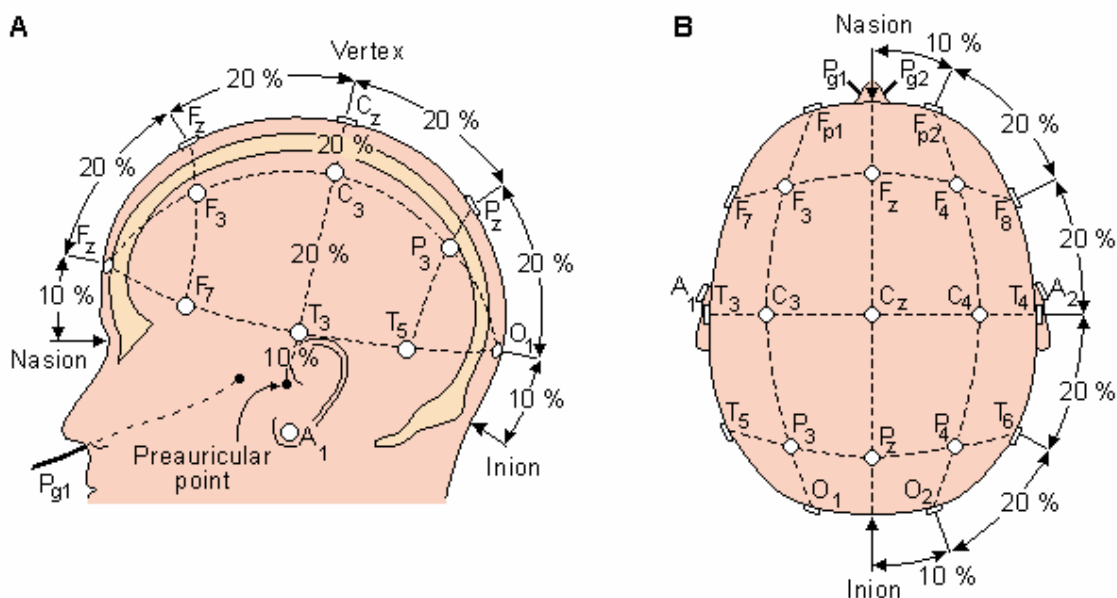 A
Vertex
20 %
20 %
Fz
Cz
20 %
20 %
F3
C3
Pz
Fz
20 %
P3
20 %
10 %
F7
T3
T5
O1
Nasion
10 %
10 %
A1
Preauricular
point
Inion
Pg1
B
Nasion
10 %
Pg1
Pg2
Fp1
Fp2
20 %
F7
F3
Fz
F4
F8
20 %
A1
T3
C3
Cz
C4
T4
A2
20 %
T5
P3
Pz
P4
T6
O1
O2
20 %
10 %
Inion